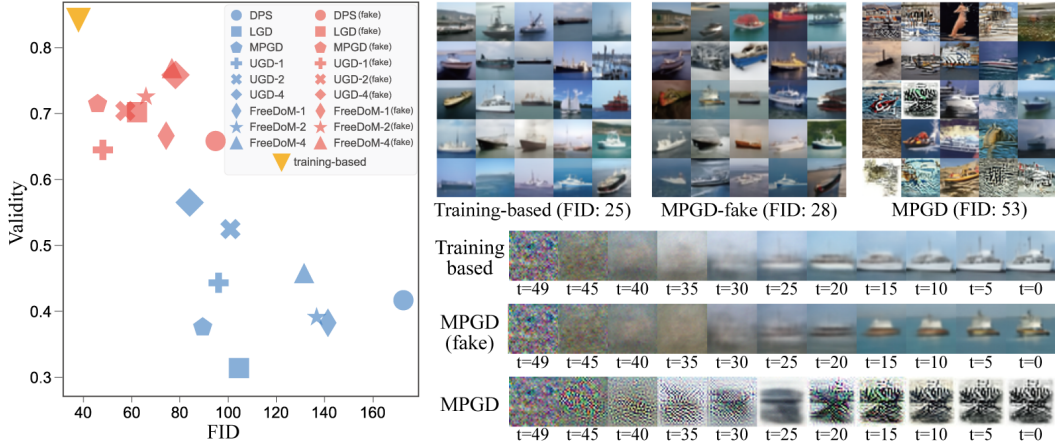 Validity
0.8
0.7
0.6
0.5
0.4
0.3
40 60 80 100 120 140 160
FID
DPS DPS(fake)
LGD LGD(fake)
MPGD MPGD(fake)
UGD-1 UGD-1(fake)
UGD-2 UGD-2(fake)
UGD-4 UGD-4(fake)
FreeDoM-1 FreeDoM-1(fake)
FreeDoM-2 FreeDoM-2(fake)
FreeDoM-4 FreeDoM-4(fake)
training-based
Training-based (FID: 25) MPGD-fake (FID: 28) MPGD (FID: 53)
Training
based
t=49 t=45 t=40 t=35 t=30 t=25 t=20 t=15 t=10 t=5 t=0
MPGD
(fake)
t=49 t=45 t=40 t=35 t=30 t=25 t=20 t=15 t=10 t=5 t=0
MPGD
t=49 t=45 t=40 t=35 t=30 t=25 t=20 t=15 t=10 t=5 t=0